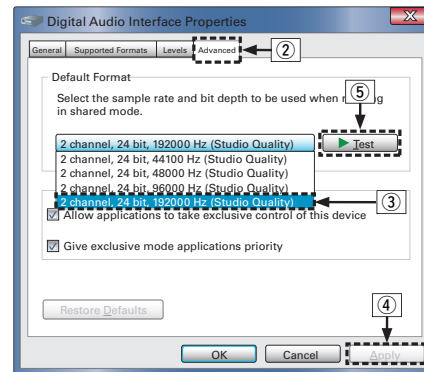 Digital Audio Interface Properties
X
General Supported Formats Levels Advanced
②
Default Format
Select the sample rate and bit depth to be used when
in shared mode.
⑤
2 channel, 24 bit, 192000 Hz (Studio Quality)
Test
2 channel, 24 bit, 44100 Hz (Studio Quality)
2 channel, 24 bit, 48000 Hz (Studio Quality)
2 channel, 24 bit, 96000 Hz (Studio Quality)
2 channel, 24 bit, 192000 Hz (Studio Quality)
③
Allow applications to take exclusive control of this device
Give exclusive mode applications priority
Restore Defaults
④
OK Cancel Apply